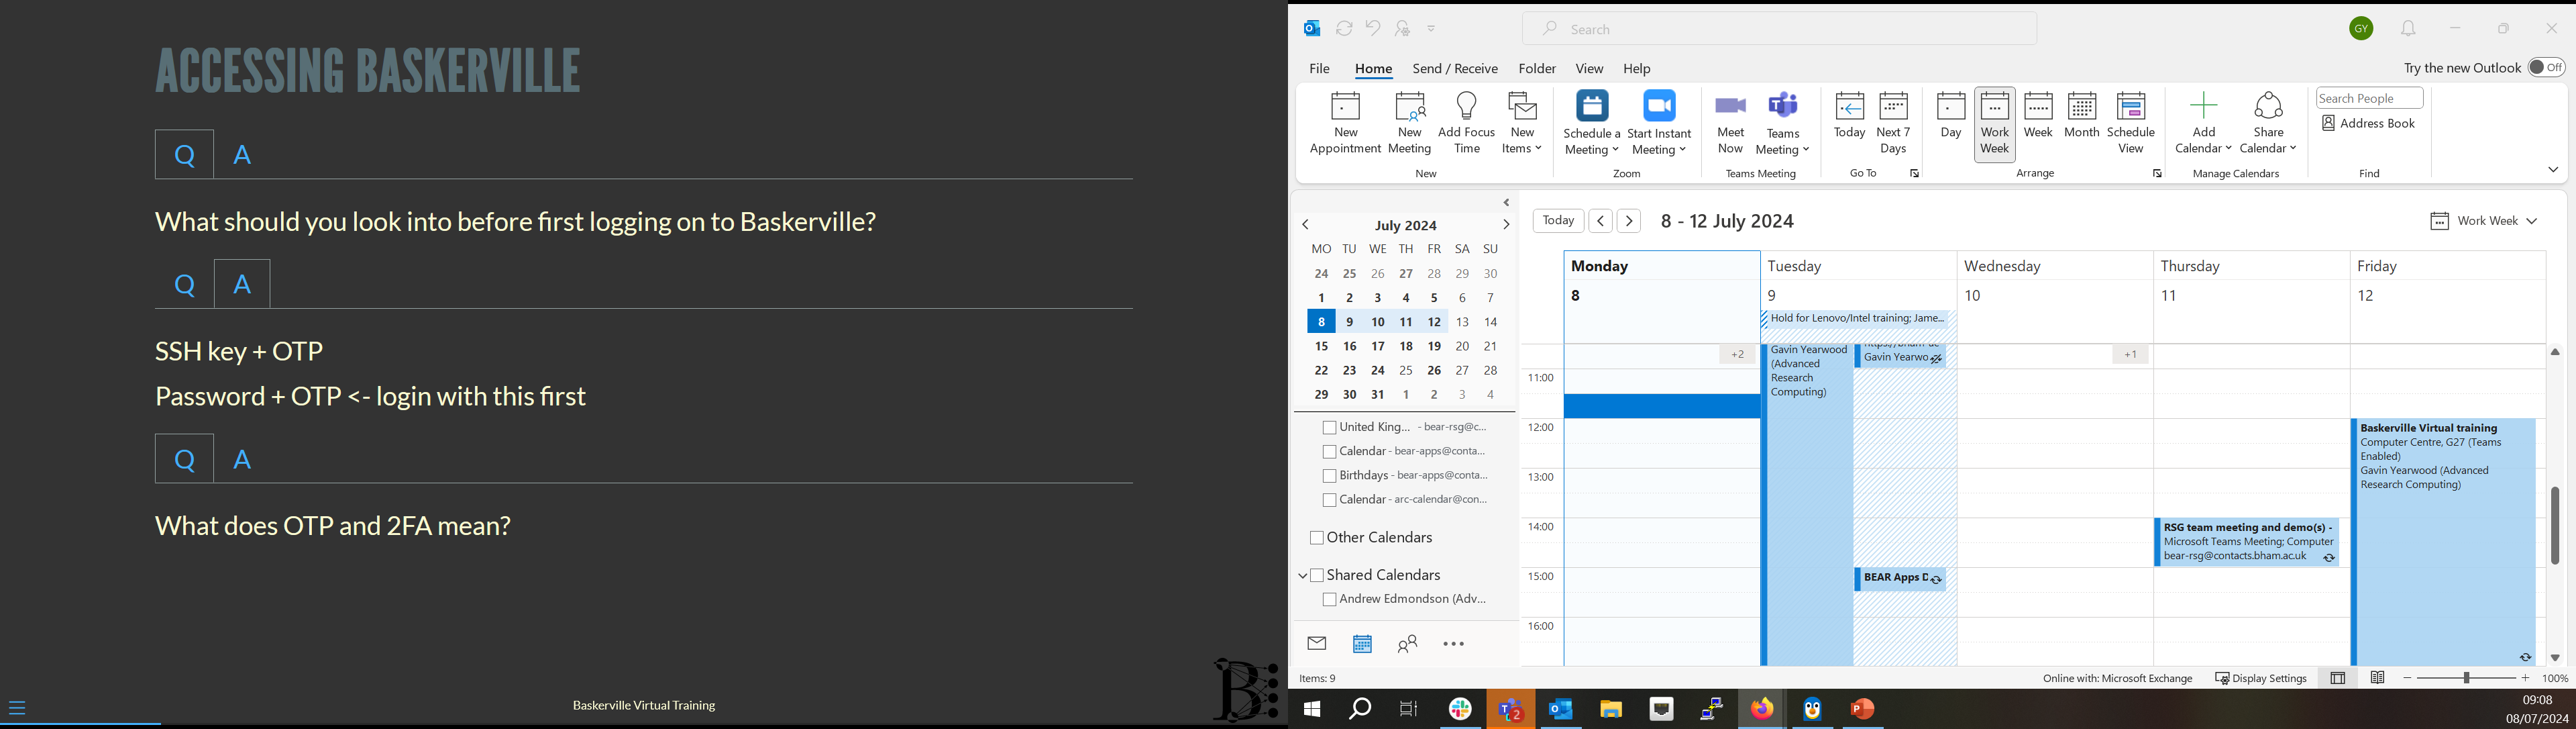 ACCESSING BASKERVILLE
Q A
What should you look into before first logging on to Baskerville?
Q A
SSH key + OTP
Password + OTP <- login with this first
Q A
What does OTP and 2FA mean?
Baskerville Virtual Training
Search
GY
File Home Send / Receive Folder View Help
Try the new Outlook Off
New Appointment
New Meeting
Add Focus Time
New Items
New
Schedule a Meeting
Start Instant Meeting
Zoom
Meet Now
Teams Meeting
Teams Meeting
Today
Next 7 Days
Go To
Day
Work Week
Week
Month
Schedule View
Arrange
Add Calendar
Share Calendar
Manage Calendars
Search People
Address Book
Find
July 2024
MO TU WE TH FR SA SU
24 25 26 27 28 29 30
1 2 3 4 5 6 7
8 9 10 11 12 13 14
15 16 17 18 19 20 21
22 23 24 25 26 27 28
29 30 31 1 2 3 4
United King... - bear-rsg@c...
Calendar - bear-apps@conta...
Birthdays - bear-apps@conta...
Calendar - arc-calendar@con...
Other Calendars
Shared Calendars
Andrew Edmondson (Adv...
Items: 9
Today
8 - 12 July 2024
Work Week
Monday Tuesday Wednesday Thursday Friday
8 9 10 11 12
Hold for Lenovo/Intel training; Jame...
+2
Gavin Yearwood
(Advanced
Research
Computing)
Gavin Yearwo
+1
11:00
12:00
13:00
14:00
15:00
16:00
BEAR Apps D
RSG team meeting and demo(s) -
Microsoft Teams Meeting; Computer
bear-rsg@contacts.bham.ac.uk
Baskerville Virtual training
Computer Centre, G27 (Teams
Enabled)
Gavin Yearwood (Advanced
Research Computing)
Online with: Microsoft Exchange
Display Settings
100%
2
09:08
08/07/2024